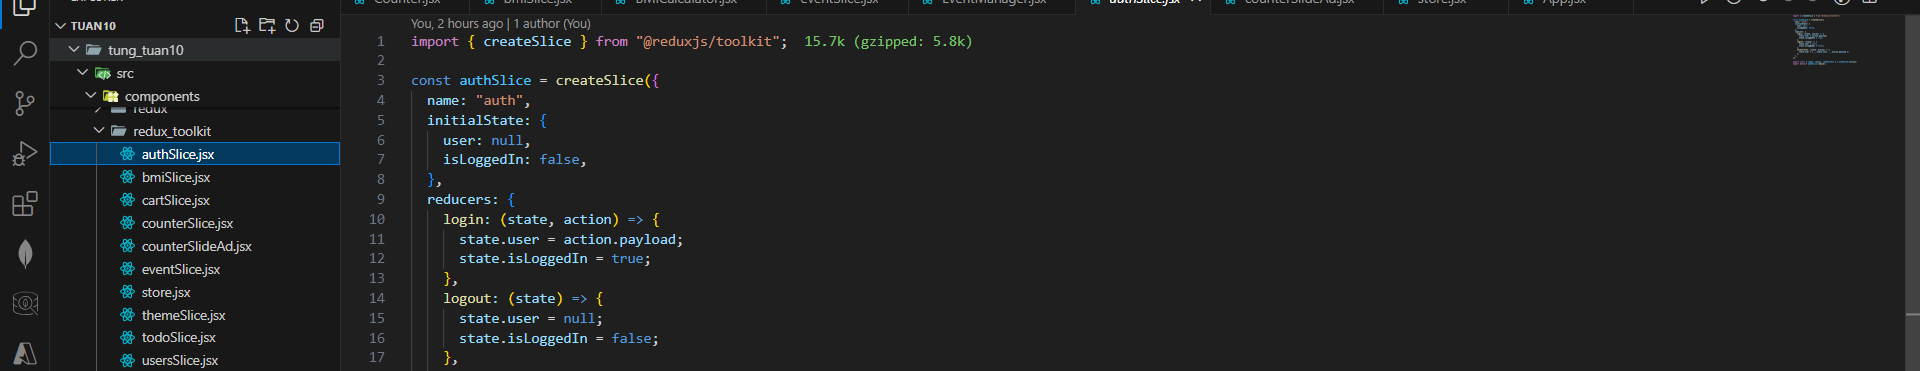 Counter.jsx
bmiSlice.jsx
BMICalculator.jsx
eventSlice.jsx
EventManager.jsx
authSlice.jsx
counterSlideAd.jsx
store.jsx
App.jsx
TUAN10
tung_tuan10
src
components
redux
redux_toolkit
authSlice.jsx
bmiSlice.jsx
cartSlice.jsx
counterSlice.jsx
counterSlideAd.jsx
eventSlice.jsx
store.jsx
themeSlice.jsx
todoSlice.jsx
usersSlice.jsx
You, 2 hours ago | 1 author (You)
1 import { createSlice } from "@reduxjs/toolkit"; 15.7k (gzipped: 5.8k)
2
3 const authSlice = createSlice({
4 name: "auth",
5 initialState: {
6 user: null,
7 isLoggedIn: false,
8 },
9 reducers: {
10 login: (state, action) => {
11 state.user = action.payload;
12 state.isLoggedIn = true;
13 },
14 logout: (state) => {
15 state.user = null;
16 state.isLoggedIn = false;
17 },